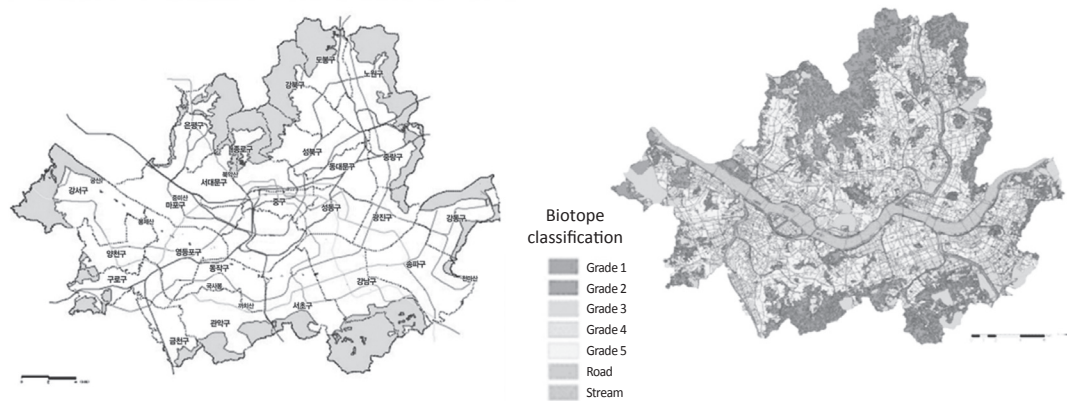 도봉구
노원구
강북구
은평구
종로구
성북구
중랑구
동대문구
서대문구
강서구
마포구
중구
성동구
광진구
강동구
양천구
영등포구
동작구
송파구
구로구
강남구
서초구
관악구
금천구
Biotope
classification
Grade 1
Grade 2
Grade 3
Grade 4
Grade 5
Road
Stream